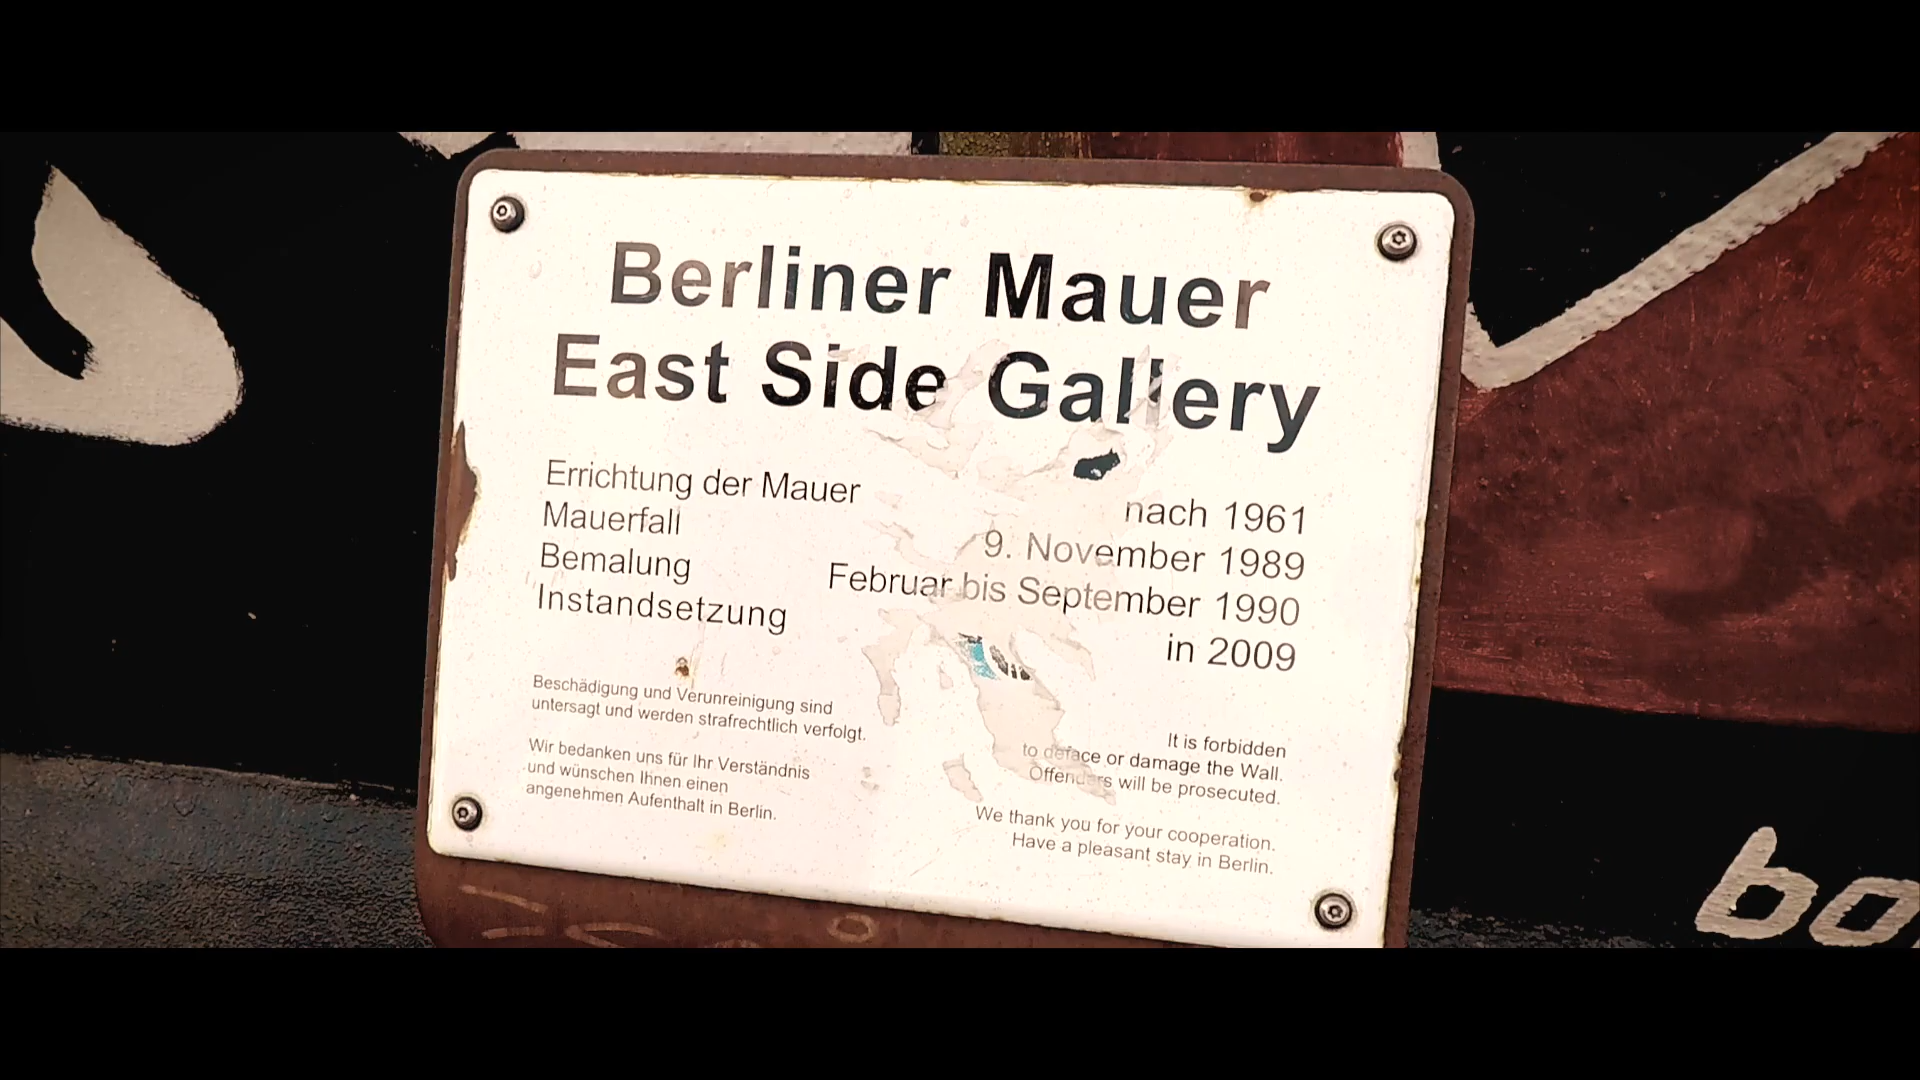 Berliner Mauer
East Side Gallery
Errichtung der Mauer nach 1961
Mauerfall 9. November 1989
Bemalung Februar bis September 1990
Instandsetzung in 2009
Beschädigung und Verunreinigung sind
untersagt und werden strafrechtlich verfolgt.
Wir bedanken uns für Ihr Verständnis
und wünschen Ihnen einen
angenehmen Aufenthalt in Berlin.
It is forbidden
to deface or damage the Wall.
Offenders will be prosecuted.
We thank you for your cooperation.
Have a pleasant stay in Berlin.